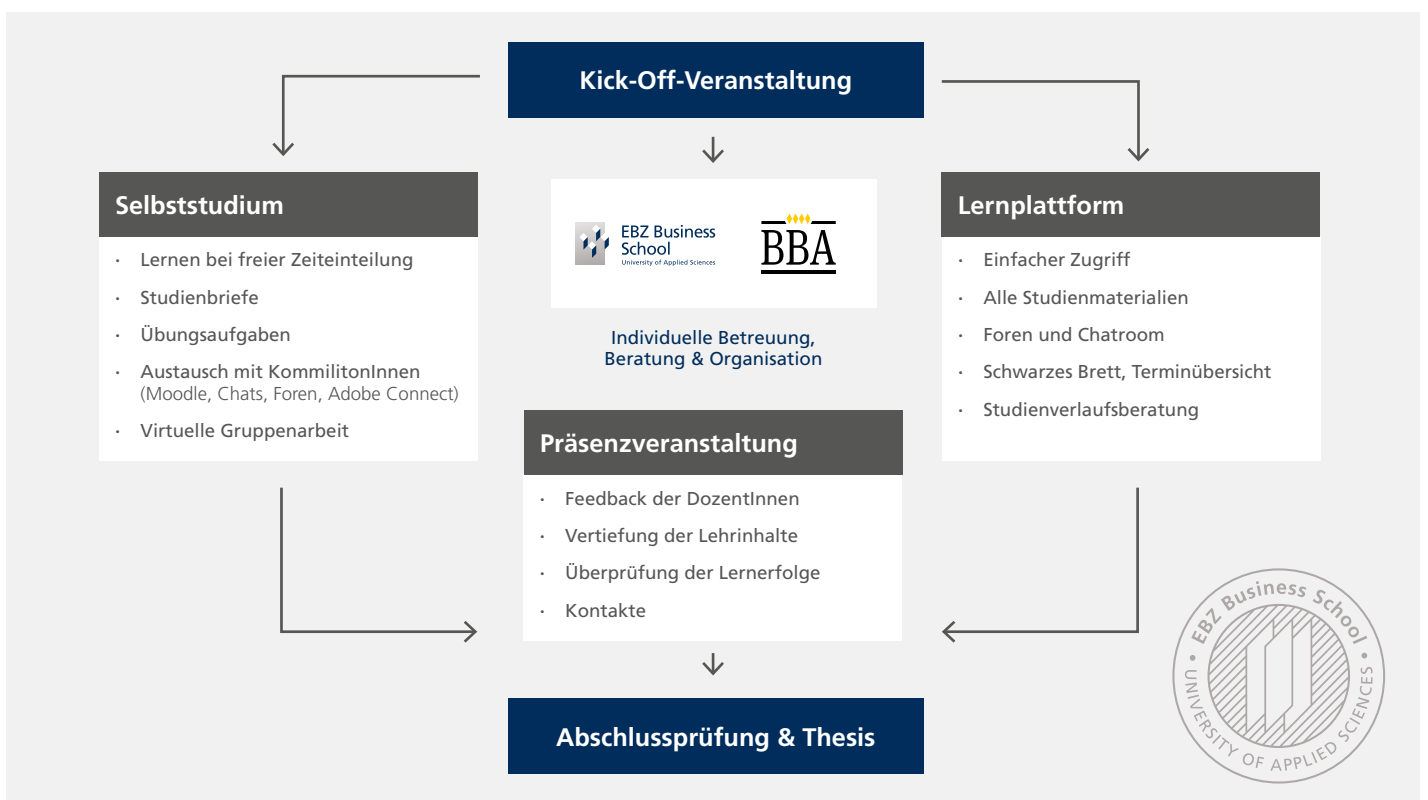 Kick-Off-Veranstaltung
Selbststudium
· Lernen bei freier Zeiteinteilung
· Studienbriefe
· Übungsaufgaben
· Austausch mit KommilitonInnen
(Moodle, Chats, Foren, Adobe Connect)
· Virtuelle Gruppenarbeit
EBZ Business
School
University of Applied Sciences
BBA
Individuelle Betreuung,
Beratung & Organisation
Lernplattform
· Einfacher Zugriff
· Alle Studienmaterialien
· Foren und Chatroom
· Schwarzes Brett, Terminübersicht
· Studienverlaufsberatung
Präsenzveranstaltung
· Feedback der DozentInnen
· Vertiefung der Lehrinhalte
· Überprüfung der Lernerfolge
· Kontakte
Abschlussprüfung & Thesis
• EBZ Business School •
UNIVERSITY OF APPLIED SCIENCES